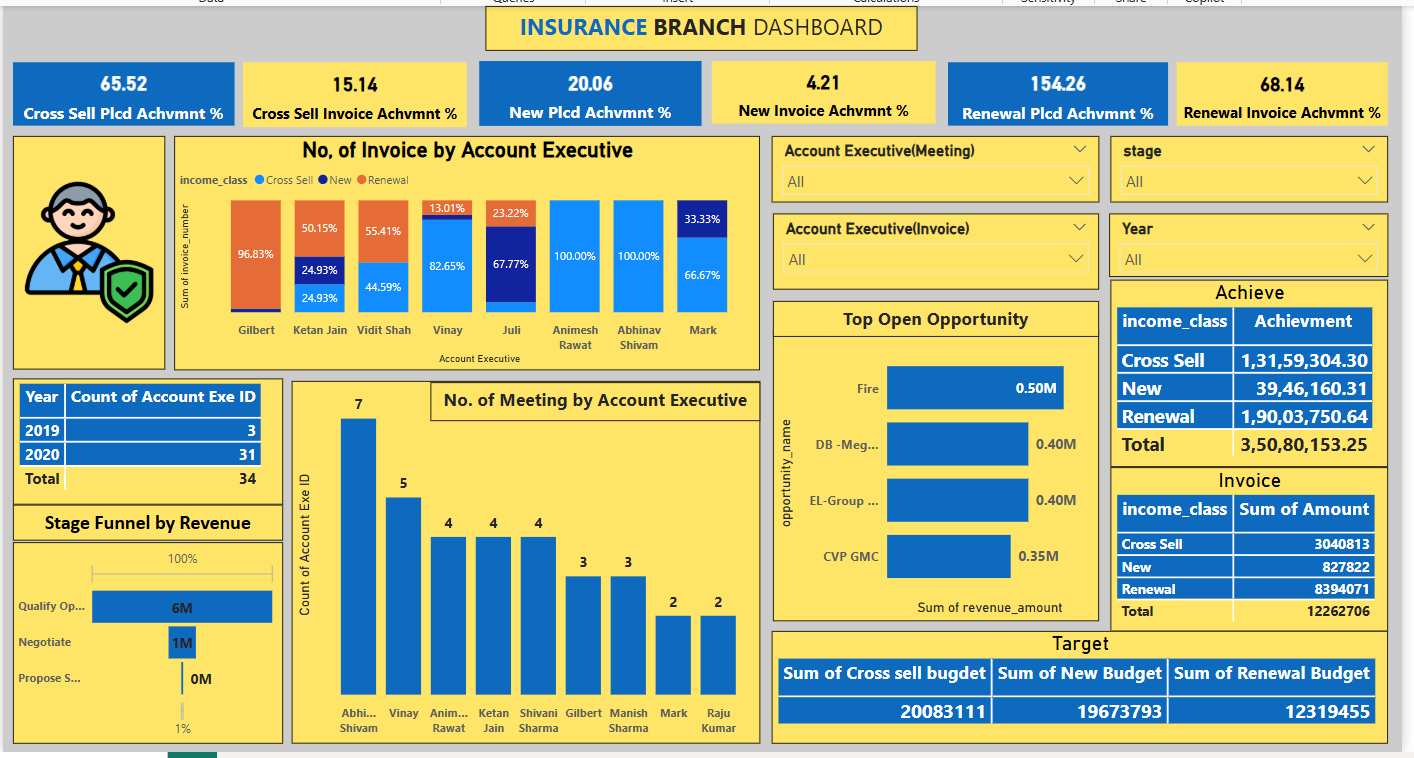 Data Queries Insert Calculations Sensitivity Share Copilot
INSURANCE BRANCH DASHBOARD
65.52
Cross Sell Plcd Achvmnt %
15.14
Cross Sell Invoice Achvmnt %
20.06
New Plcd Achvmnt %
4.21
New Invoice Achvmnt %
154.26
Renewal Plcd Achvmnt %
68.14
Renewal Invoice Achvmnt %
No, of Invoice by Account Executive
income_class Cross Sell New Renewal
Sum of invoice_number
96.83%
50.15%
24.93%
24.93%
55.41%
44.59%
13.01%
82.65%
23.22%
67.77%
100.00%
100.00%
33.33%
66.67%
Gilbert
Ketan Jain
Vidit Shah
Vinay
Juli
Animesh
Rawat
Abhinav
Shivam
Mark
Account Executive
Account Executive(Meeting)
All
stage
All
Account Executive(Invoice)
All
Year
All
Year Count of Account Exe ID
2019 3
2020 31
Total 34
Stage Funnel by Revenue
100%
Qualify Op... 6M
Negotiate 1M
Propose S... 0M
1%
No. of Meeting by Account Executive
Count of Account Exe ID
7
5
4
4
4
3
3
2
2
Abhi...
Shivam
Vinay
Anim...
Rawat
Ketan
Jain
Shivani
Sharma
Gilbert
Manish
Sharma
Mark
Raju
Kumar
Top Open Opportunity
opportunity_name
Fire 0.50M
DB -Meg... 0.40M
EL-Group ... 0.40M
CVP GMC 0.35M
Sum of revenue_amount
Achieve
income_class Achievment
Cross Sell 1,31,59,304.30
New 39,46,160.31
Renewal 1,90,03,750.64
Total 3,50,80,153.25
Invoice
income_class Sum of Amount
Cross Sell 3040813
New 827822
Renewal 8394071
Total 12262706
Target
Sum of Cross sell bugdet Sum of New Budget Sum of Renewal Budget
20083111 19673793 12319455